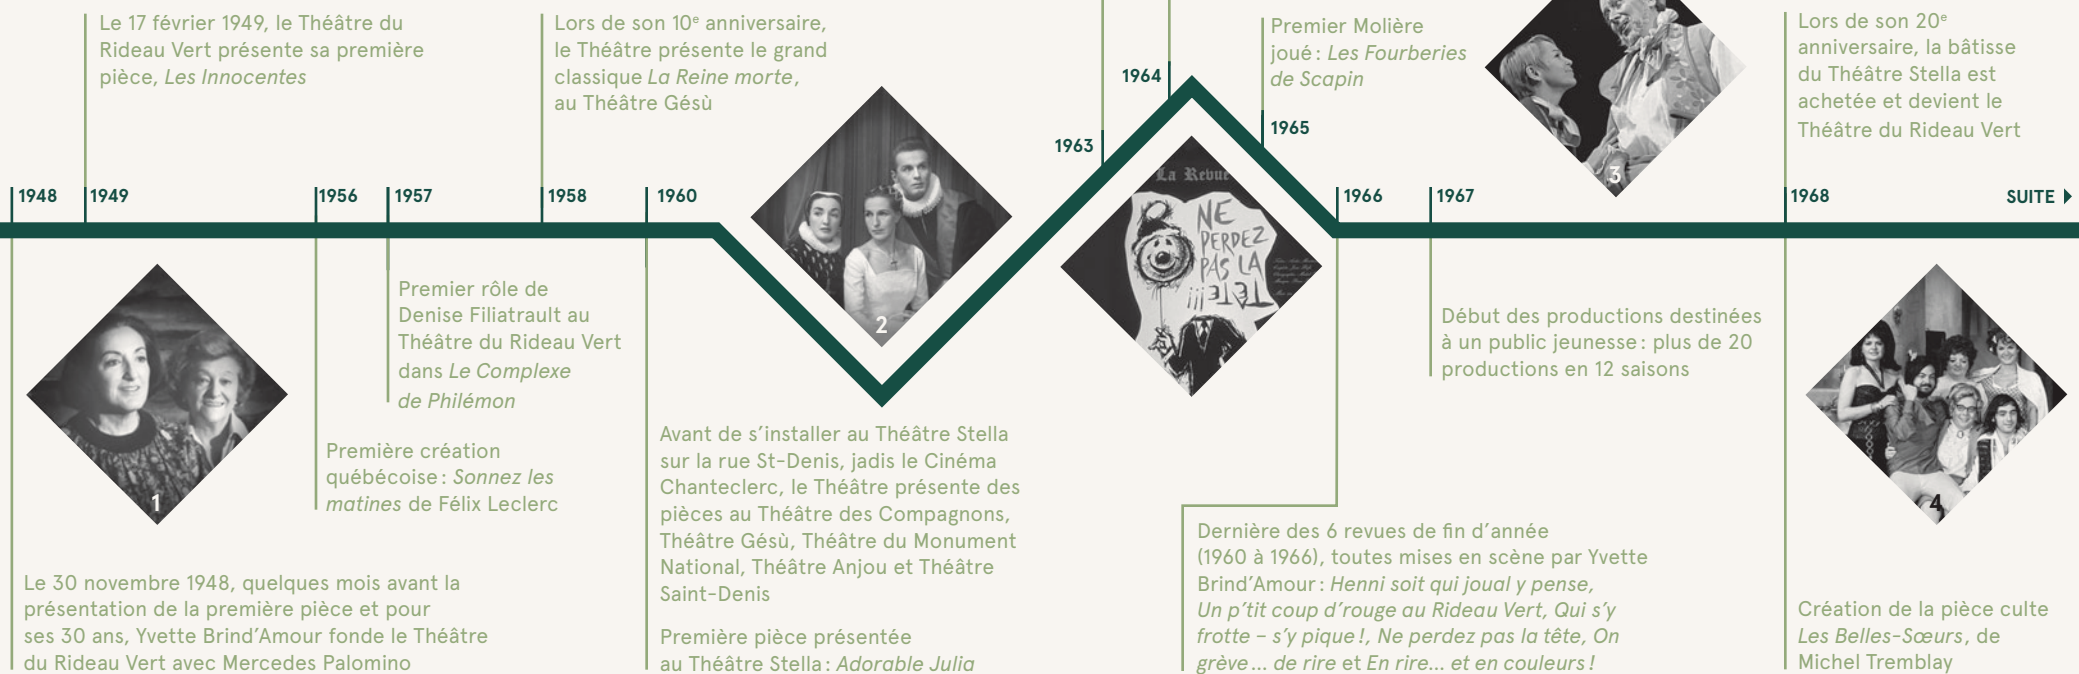 Le 17 février 1949, le Théâtre du
Rideau Vert présente sa première
pièce, Les Innocentes
Lors de son 10e anniversaire,
le Théâtre présente le grand
classique La Reine morte,
au Théâtre Gésù
Premier Molière
joué : Les Fourberies
de Scapin
Lors de son 20e
anniversaire, la bâtisse
du Théâtre Stella est
achetée et devient le
Théâtre du Rideau Vert
1948
1949
1956
1957
1958
1960
1963
1964
1965
1966
1967
1968
SUITE
1
2
La Revue
NE
PERDEZ
PAS LA
TÊTE!!!
3
4
Premier rôle de
Denise Filiatrault au
Théâtre du Rideau Vert
dans Le Complexe
de Philémon
Première création
québécoise : Sonnez les
matines de Félix Leclerc
Le 30 novembre 1948, quelques mois avant la
présentation de la première pièce et pour
ses 30 ans, Yvette Brind’Amour fonde le Théâtre
du Rideau Vert avec Mercedes Palomino
Avant de s’installer au Théâtre Stella
sur la rue St-Denis, jadis le Cinéma
Chanteclerc, le Théâtre présente des
pièces au Théâtre des Compagnons,
Théâtre Gésù, Théâtre du Monument
National, Théâtre Anjou et Théâtre
Saint-Denis
Première pièce présentée
au Théâtre Stella : Adorable Julia
Début des productions destinées
à un public jeunesse : plus de 20
productions en 12 saisons
Dernière des 6 revues de fin d’année
(1960 à 1966), toutes mises en scène par Yvette
Brind’Amour : Henni soit qui joual y pense,
Un p’tit coup d’rouge au Rideau Vert, Qui s’y
frotte – s’y pique !, Ne perdez pas la tête, On
grève... de rire et En rire... et en couleurs !
Création de la pièce culte
Les Belles-Sœurs, de
Michel Tremblay